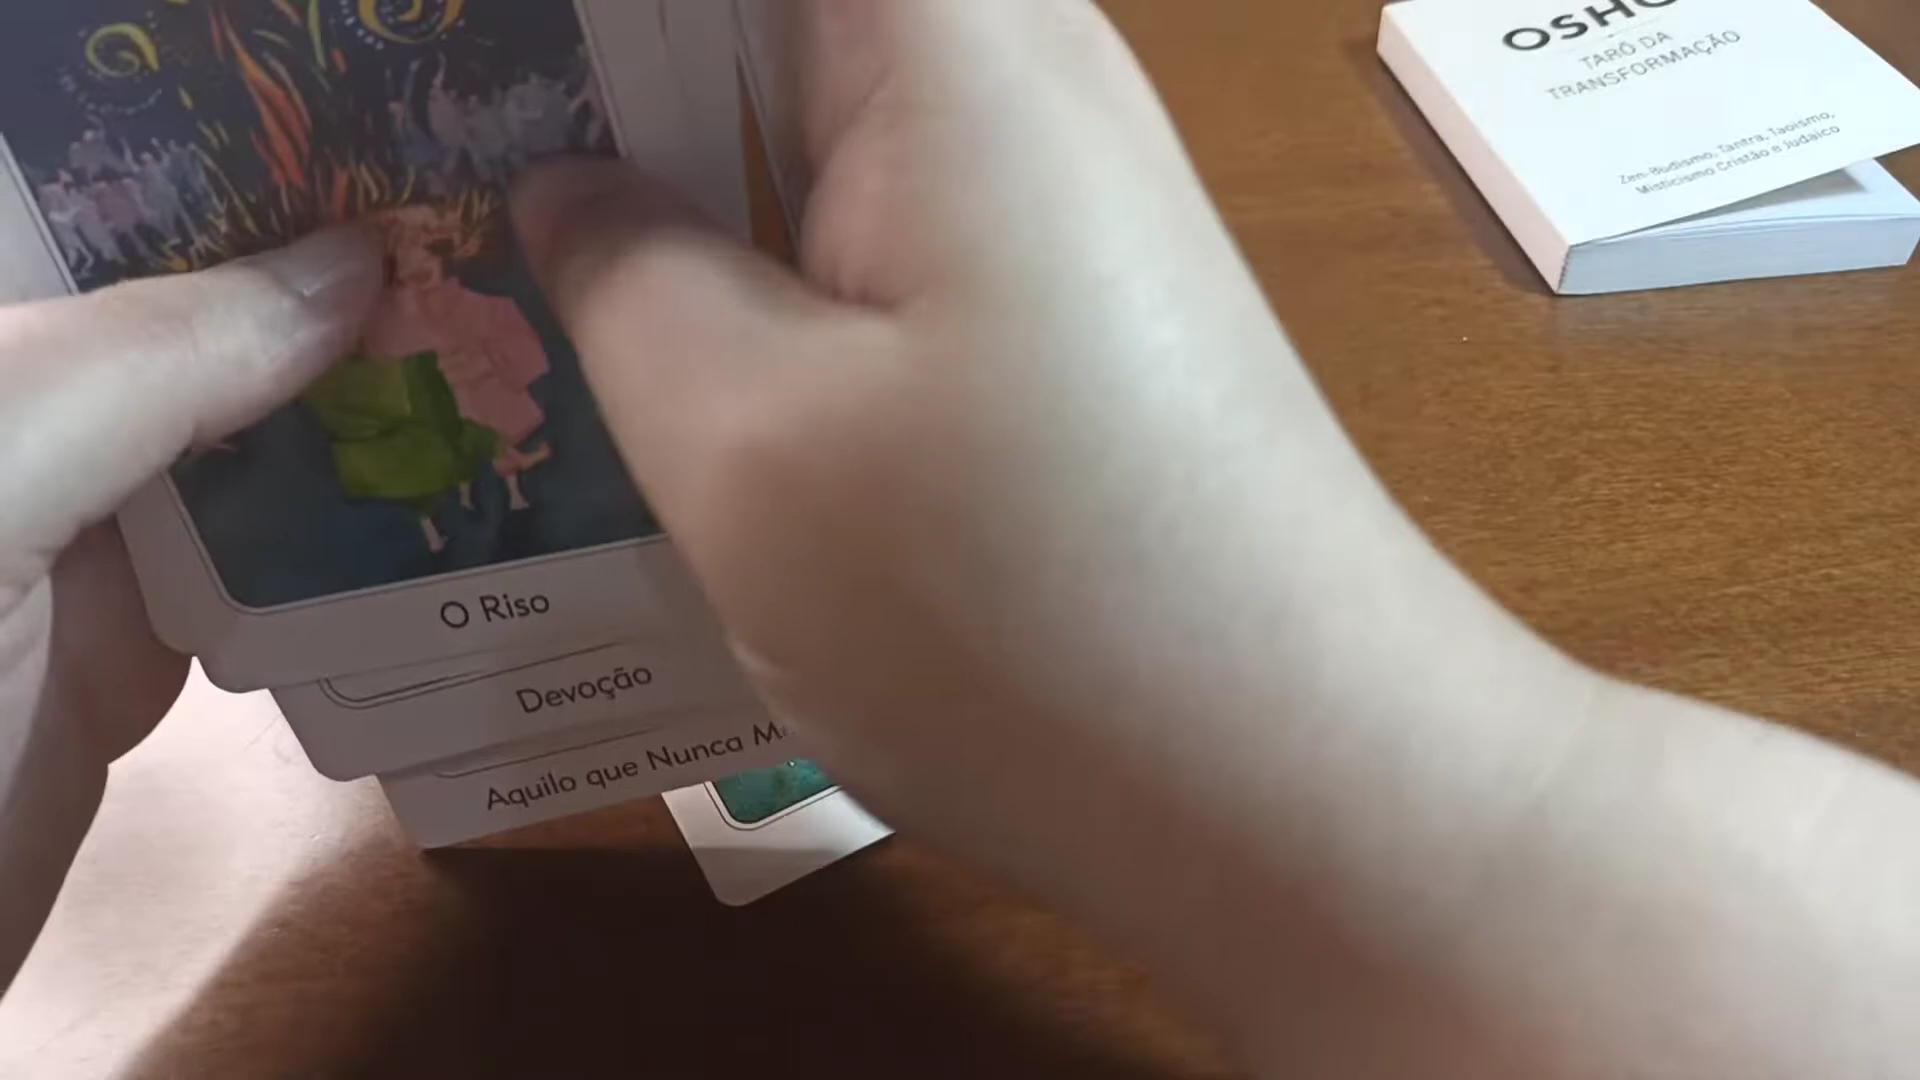 OSHO
TARÔ DA
TRANSFORMAÇÃO
Zen-Budismo, Tantra, Taoismo,
Misticismo Cristão e Judaico
O Riso
Devoção
Aquilo que Nunca